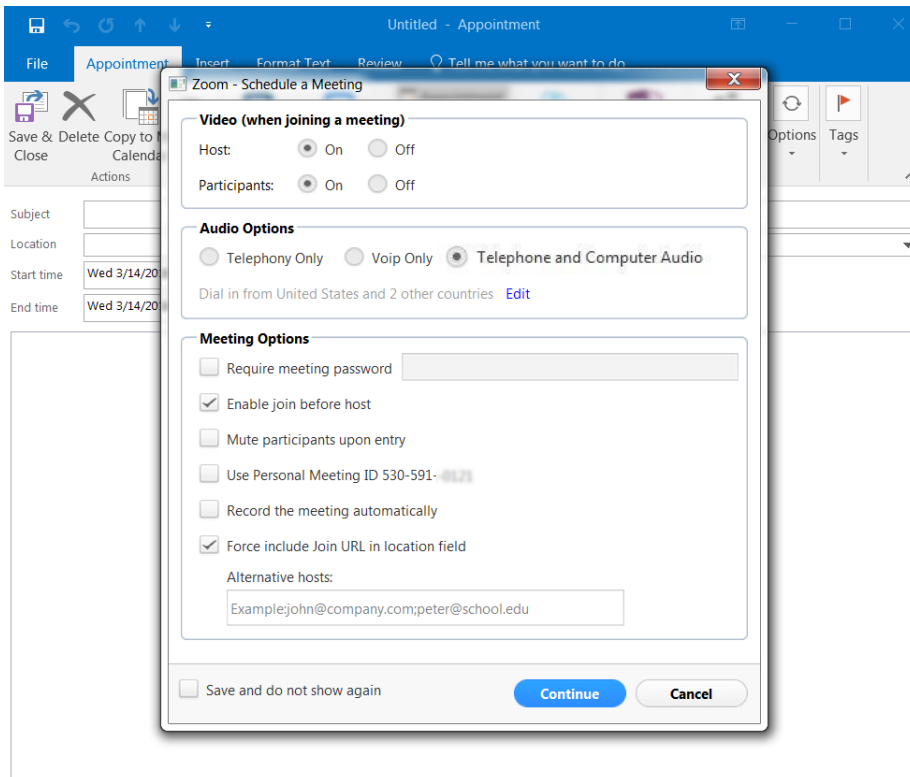 Untitled - Appointment
File Appointment Insert Format Text Review Tell me what you want to do
Zoom - Schedule a Meeting
Save & Close
Delete
Copy to
Calenda
Actions
Options
Tags
Subject
Location
Start time Wed 3/14/20
End time Wed 3/14/20
Video (when joining a meeting)
Host: On Off
Participants: On Off
Audio Options
Telephony Only Voip Only Telephone and Computer Audio
Dial in from United States and 2 other countries Edit
Meeting Options
Require meeting password
Enable join before host
Mute participants upon entry
Use Personal Meeting ID 530-591-
Record the meeting automatically
Force include Join URL in location field
Alternative hosts:
Example:john@company.com;peter@school.edu
Save and do not show again Continue Cancel